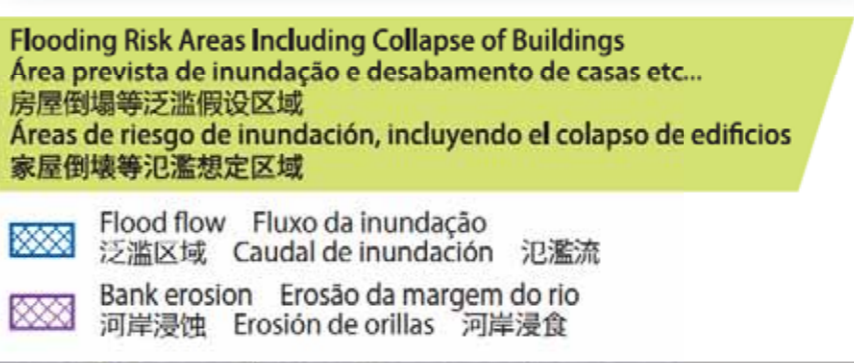 Flooding Risk Areas Including Collapse of Buildings
Área prevista de inundação e desabamento de casas etc...
房屋倒塌等泛滥假设区域
Áreas de riesgo de inundación, incluyendo el colapso de edificios
家屋倒壊等氾濫想定区域
Flood flow Fluxo da inundação
泛滥区域 Caudal de inundación 氾濫流
Bank erosion Erosão da margem do rio
河岸浸蚀 Erosión de orillas 河岸浸食